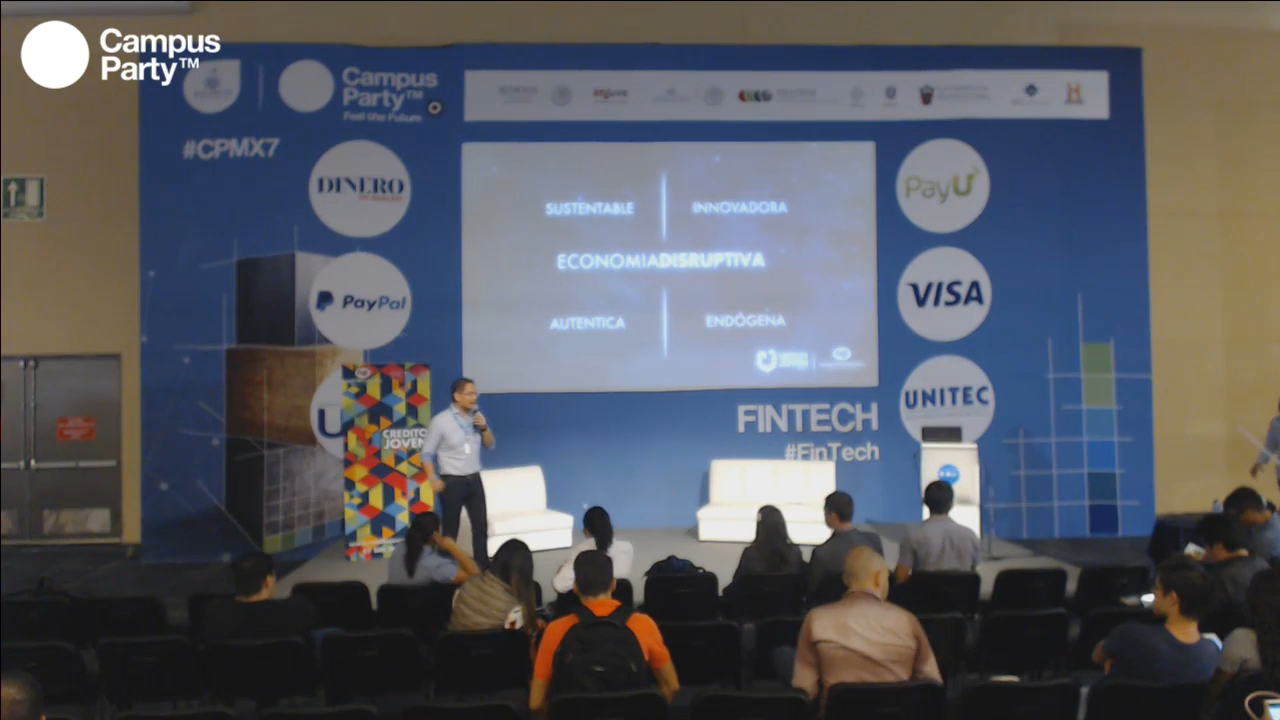 Campus
Party™
Campus
Party™
Feel the Future
#CPMX7
DINERO
PayPal
PayU
VISA
UNITEC
SUSTENTABLE
INNOVADORA
ECONOMIADISRUPTIVA
AUTENTICA
ENDÓGENA
CREDITO
JOVEN
FINTECH
#FinTech